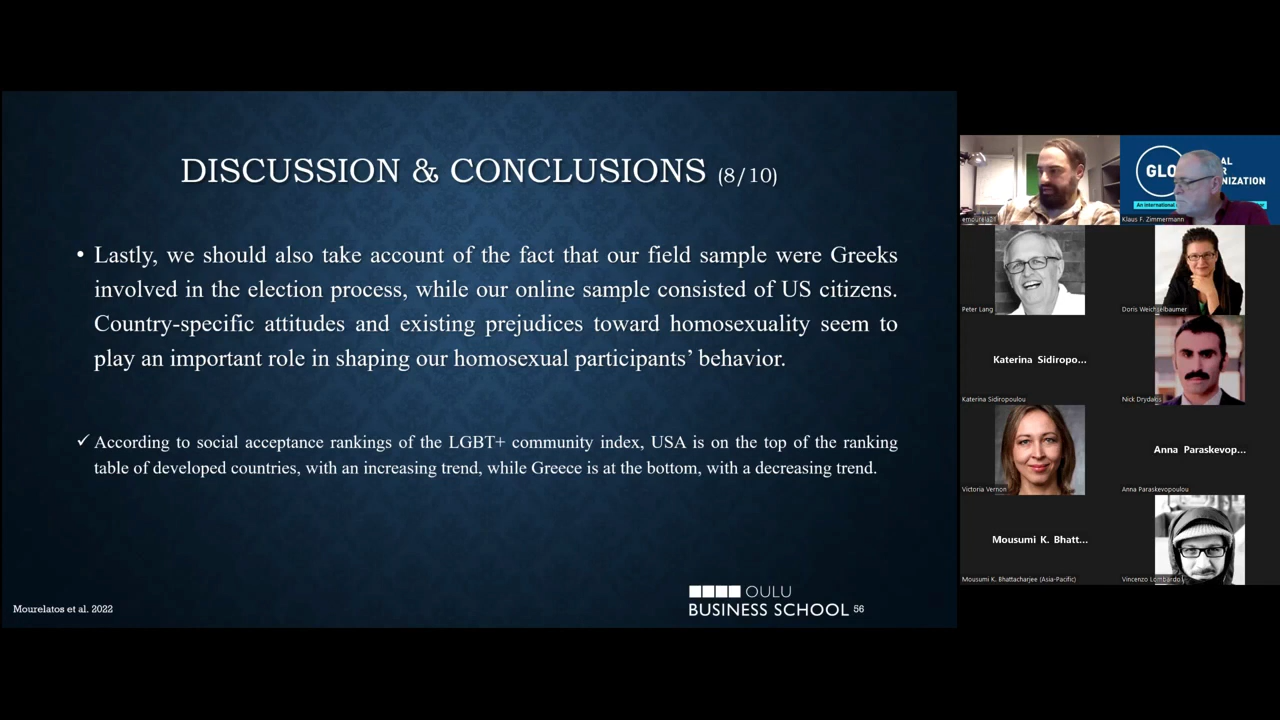 DISCUSSION & CONCLUSIONS (8/10)
• Lastly, we should also take account of the fact that our field sample were Greeks
involved in the election process, while our online sample consisted of US citizens.
Country-specific attitudes and existing prejudices toward homosexuality seem to
play an important role in shaping our homosexual participants’ behavior.
✓ According to social acceptance rankings of the LGBT+ community index, USA is on the top of the ranking
table of developed countries, with an increasing trend, while Greece is at the bottom, with a decreasing trend.
OULU
BUSINESS SCHOOL 56
Mourelatos et al. 2022
GLO
An international
Klaus F. Zimmermann
Peter Lang
Doris Weichselbaumer
Katerina Sidiropo...
Katerina Sidiropoulou
Nick Drydakis
Victoria Vernon
Anna Paraskevop...
Anna Paraskevopoulou
Mousumi K. Bhatt...
Mousumi K. Bhattacharjee (Asia-Pacific)
Vincenzo Lombardo